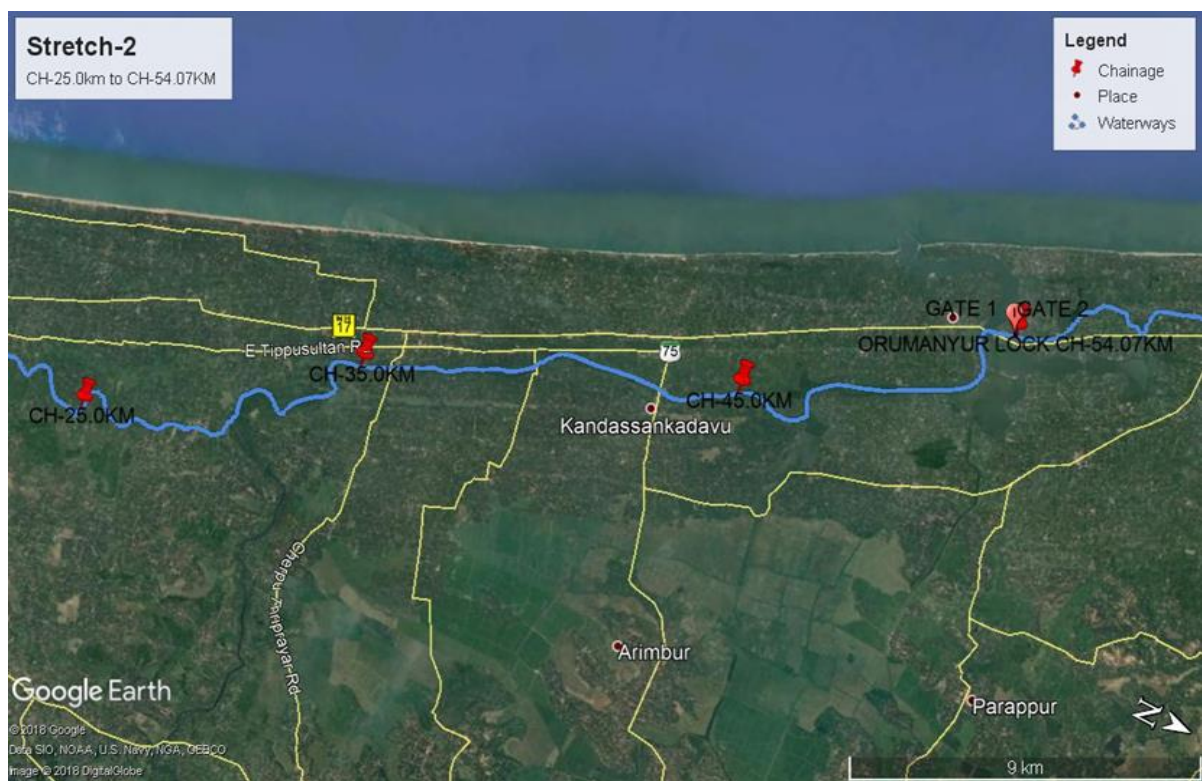 Stretch-2
CH-25.0km to CH-54.07KM
Legend
Chainage
Place
Waterways
17
E Tippusultan
GATE 1
GATE 2
ORUMANYUR LOCK CH-54.07KM
75
CH-35.0KM
CH-25.0KM
CH-45.0KM
Kandassankadavu
Arimbur
Parappur
Google Earth
© 2018 Google
Data SIO, NOAA, U.S. Navy, NGA, GEBCO
Image © 2018 DigitalGlobe
N
9 km